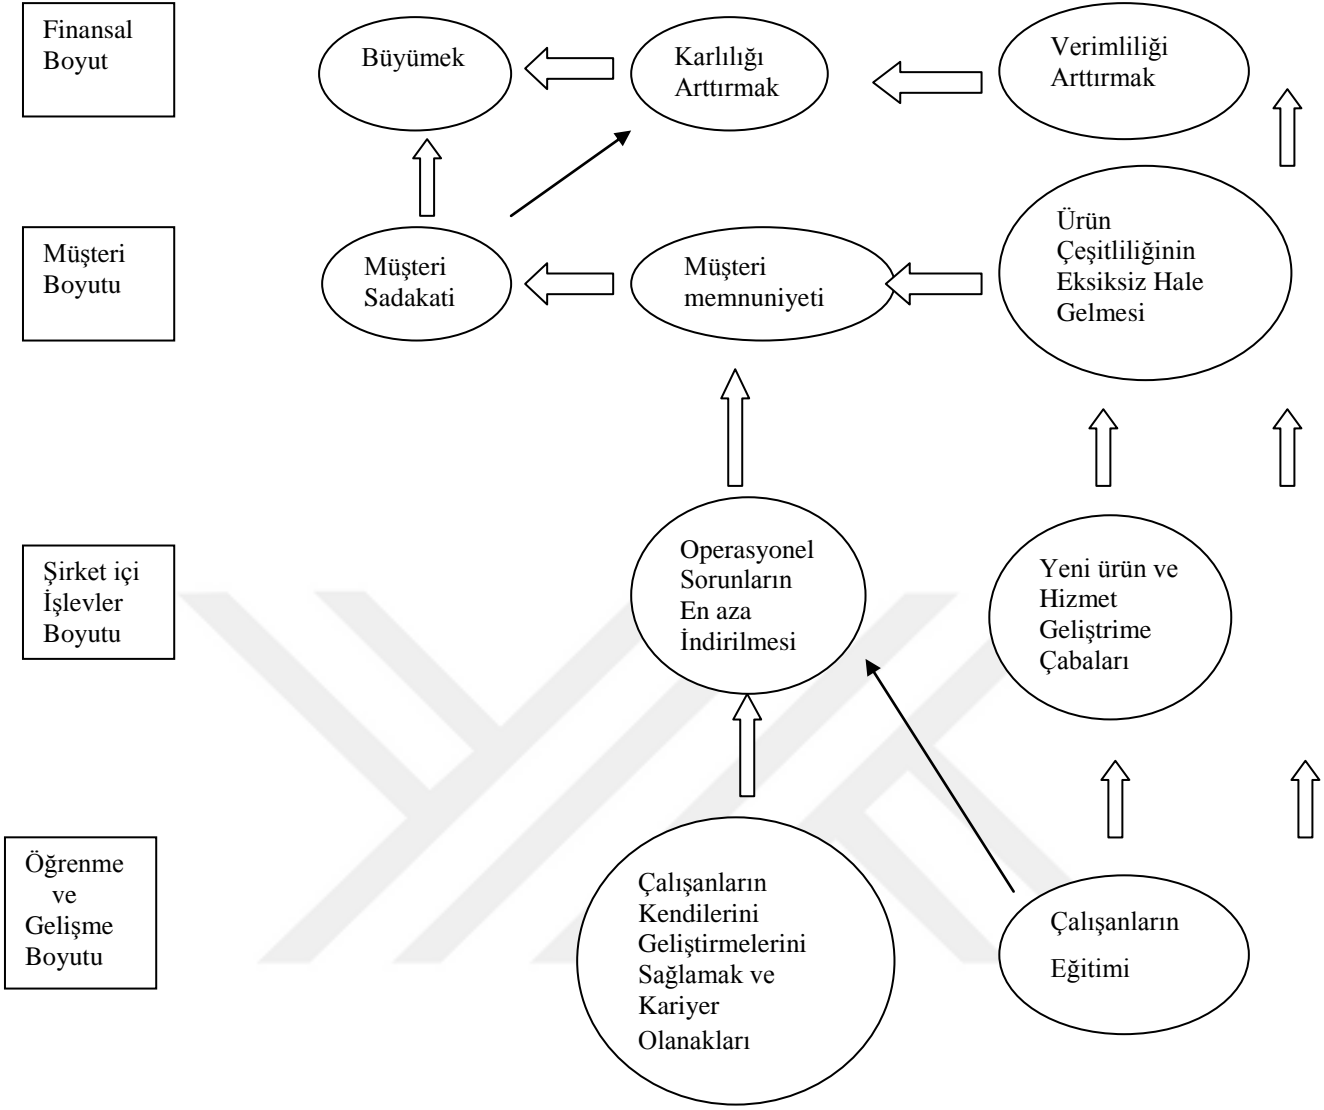 Finansal
Boyut
Büyümek
Karlılığı
Arttırmak
Verimliliği
Arttırmak
Müşteri
Boyutu
Müşteri
Sadakati
Müşteri
memnuniyeti
Ürün
Çeşitliliğinin
Eksiksiz Hale
Gelmesi
Şirket içi
İşlevler
Boyutu
Operasyonel
Sorunların
En aza
İndirilmesi
Yeni ürün ve
Hizmet
Geliştrime
Çabaları
Öğrenme
ve
Gelişme
Boyutu
Çalışanların
Kendilerini
Geliştirmelerini
Sağlamak ve
Kariyer
Olanakları
Çalışanların
Eğitimi